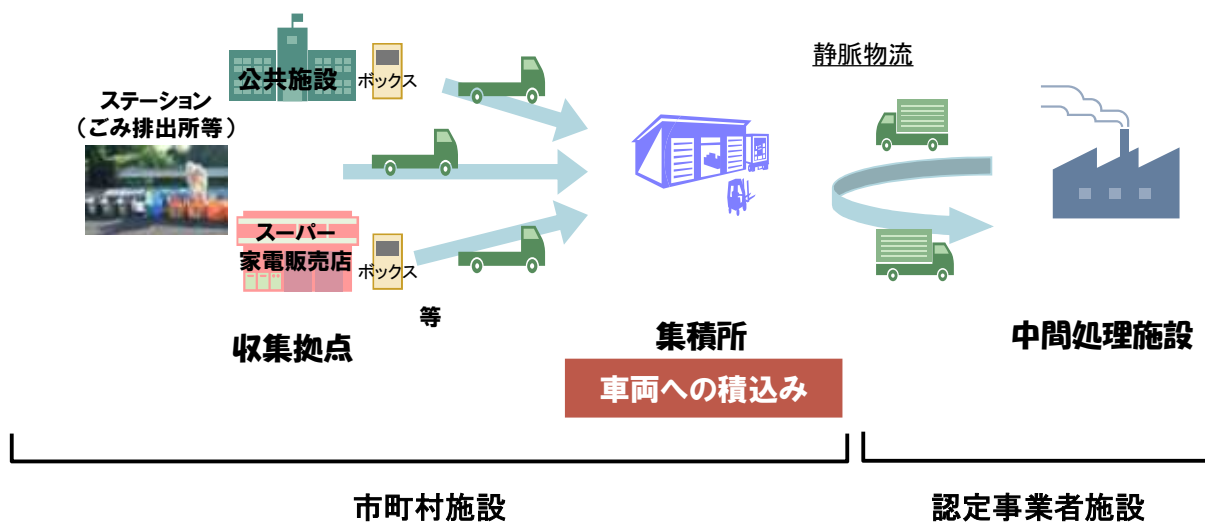 静脈物流
公共施設
ボックス
ステーション
（ごみ排出所等）
スーパー
家電販売店
ボックス
等
収集拠点
集積所
中間処理施設
車両への積込み
市町村施設
認定事業者施設